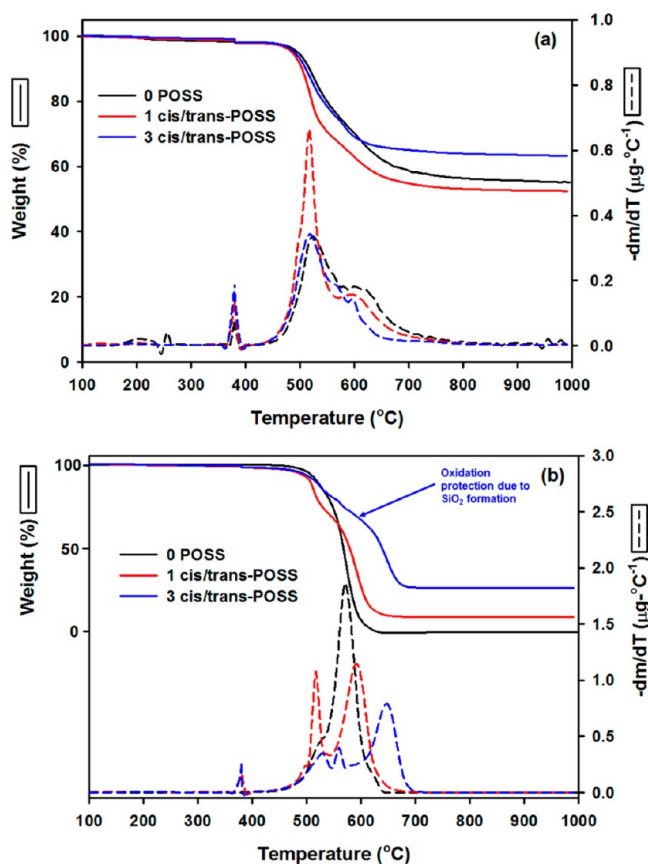 (a)
100
80
60
40
20
0
Weight (%)
0 POSS
1 cis/trans-POSS
3 cis/trans-POSS
1.0
0.8
0.6
0.4
0.2
0.0
-dm/dT (µg-°C⁻¹)
100 200 300 400 500 600 700 800 900 1000
Temperature (°C)
(b)
100
50
0
Weight (%)
Oxidation
protection due to
SiO₂ formation
0 POSS
1 cis/trans-POSS
3 cis/trans-POSS
3.0
2.5
2.0
1.5
1.0
0.5
0.0
-dm/dT (µg-°C⁻¹)
100 200 300 400 500 600 700 800 900 1000
Temperature (°C)